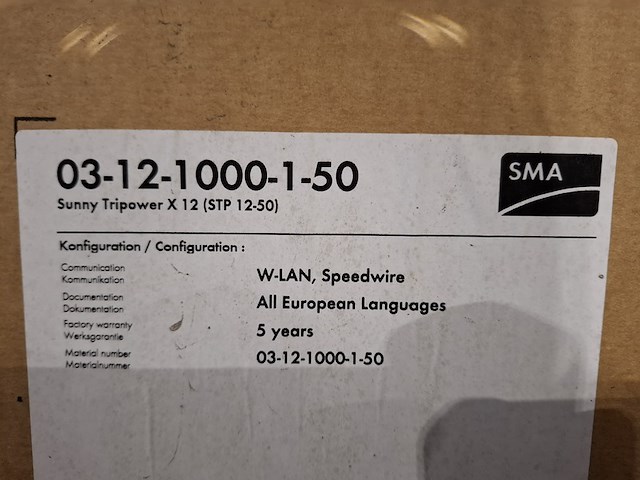 03-12-1000-1-50
SMA
Sunny Tripower X 12 (STP 12-50)
Konfiguration / Configuration :
Communication
Kommunikation
W-LAN, Speedwire
Documentation
Dokumentation
All European Languages
Factory warranty
Werksgarantie
5 years
Material number
Materialnummer
03-12-1000-1-50